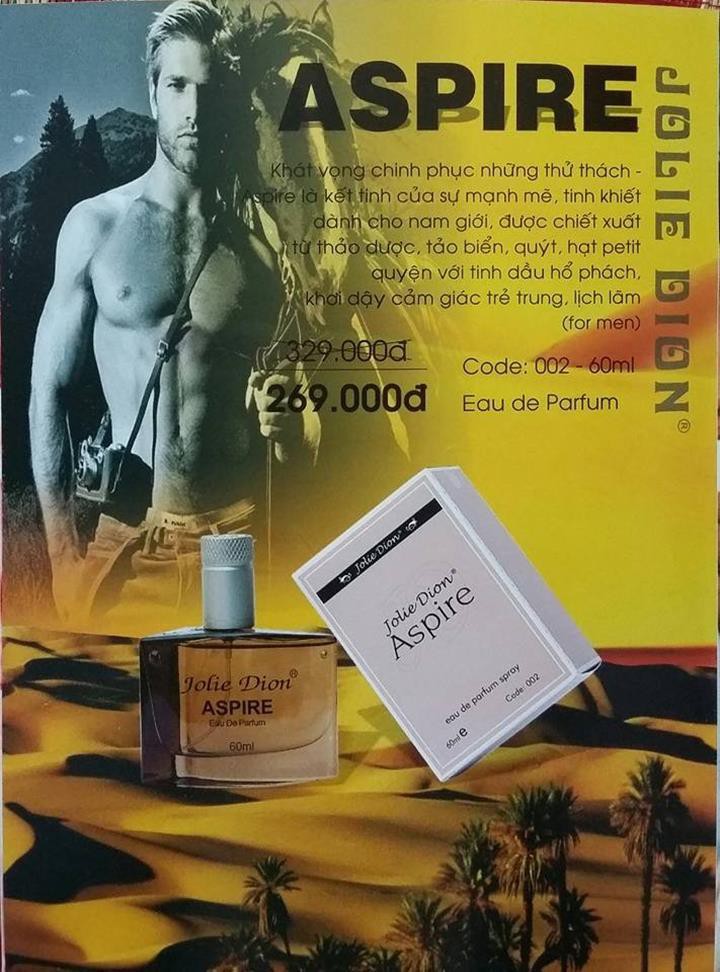 ASPIRE
JOLIE DION®
Khát vọng chinh phục những thử thách -
Aspire là kết tinh của sự mạnh mẽ, tinh khiết
dành cho nam giới, được chiết xuất
từ thảo dược, tảo biển, quýt, hạt petit
quyện với tinh dầu hổ phách,
khơi dậy cảm giác trẻ trung, lịch lãm
(for men)
329.000đ
269.000đ
Code: 002 - 60ml
Eau de Parfum
Jolie Dion®
Jolie Dion®
Aspire
eau de parfum spray
60ml e
Code: 002
Jolie Dion®
ASPIRE
Eau De Parfum
60ml